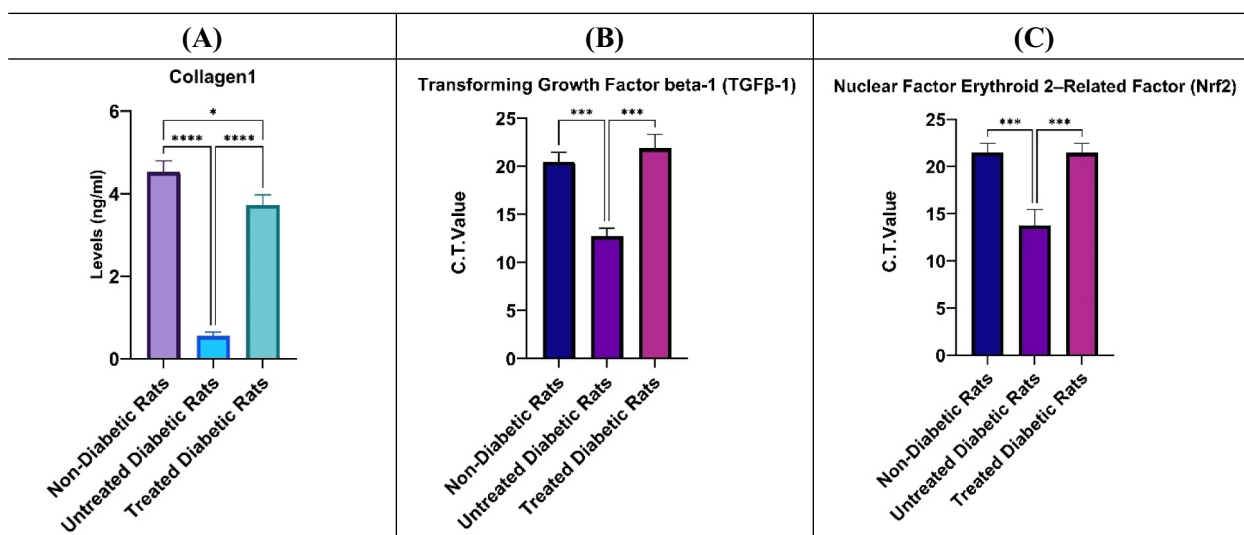 (A)
(B)
(C)
Collagen1
6
4
2
0
Levels (ng/ml)
*
****
****
Non-Diabetic Rats
Untreated Diabetic Rats
Treated Diabetic Rats
Transforming Growth Factor beta-1 (TGFβ-1)
25
20
15
10
5
0
C.T.Value
***
***
Non-Diabetic Rats
Untreated Diabetic Rats
Treated Diabetic Rats
Nuclear Factor Erythroid 2–Related Factor (Nrf2)
25
20
15
10
5
0
C.T.Value
***
***
Non-Diabetic Rats
Untreated Diabetic Rats
Treated Diabetic Rats